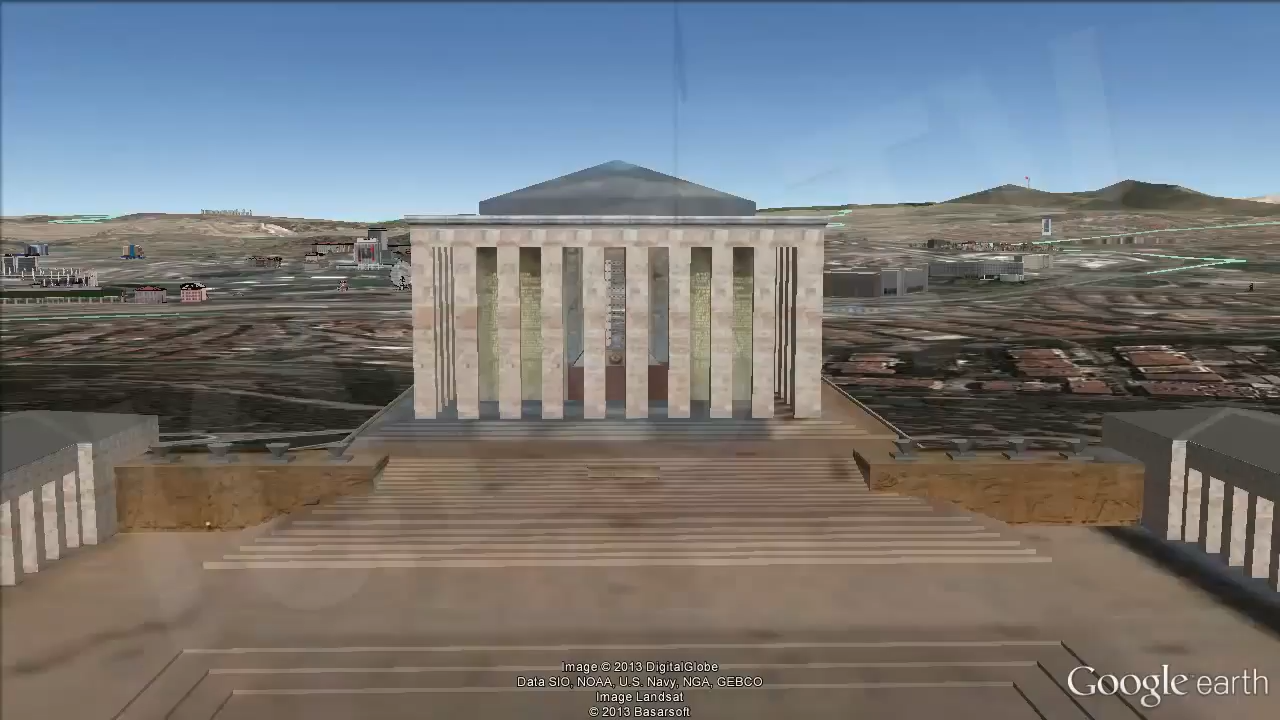 Image © 2013 DigitalGlobe
Data SIO, NOAA, U.S. Navy, NGA, GEBCO
Image Landsat
© 2013 Basarsoft
Google earth